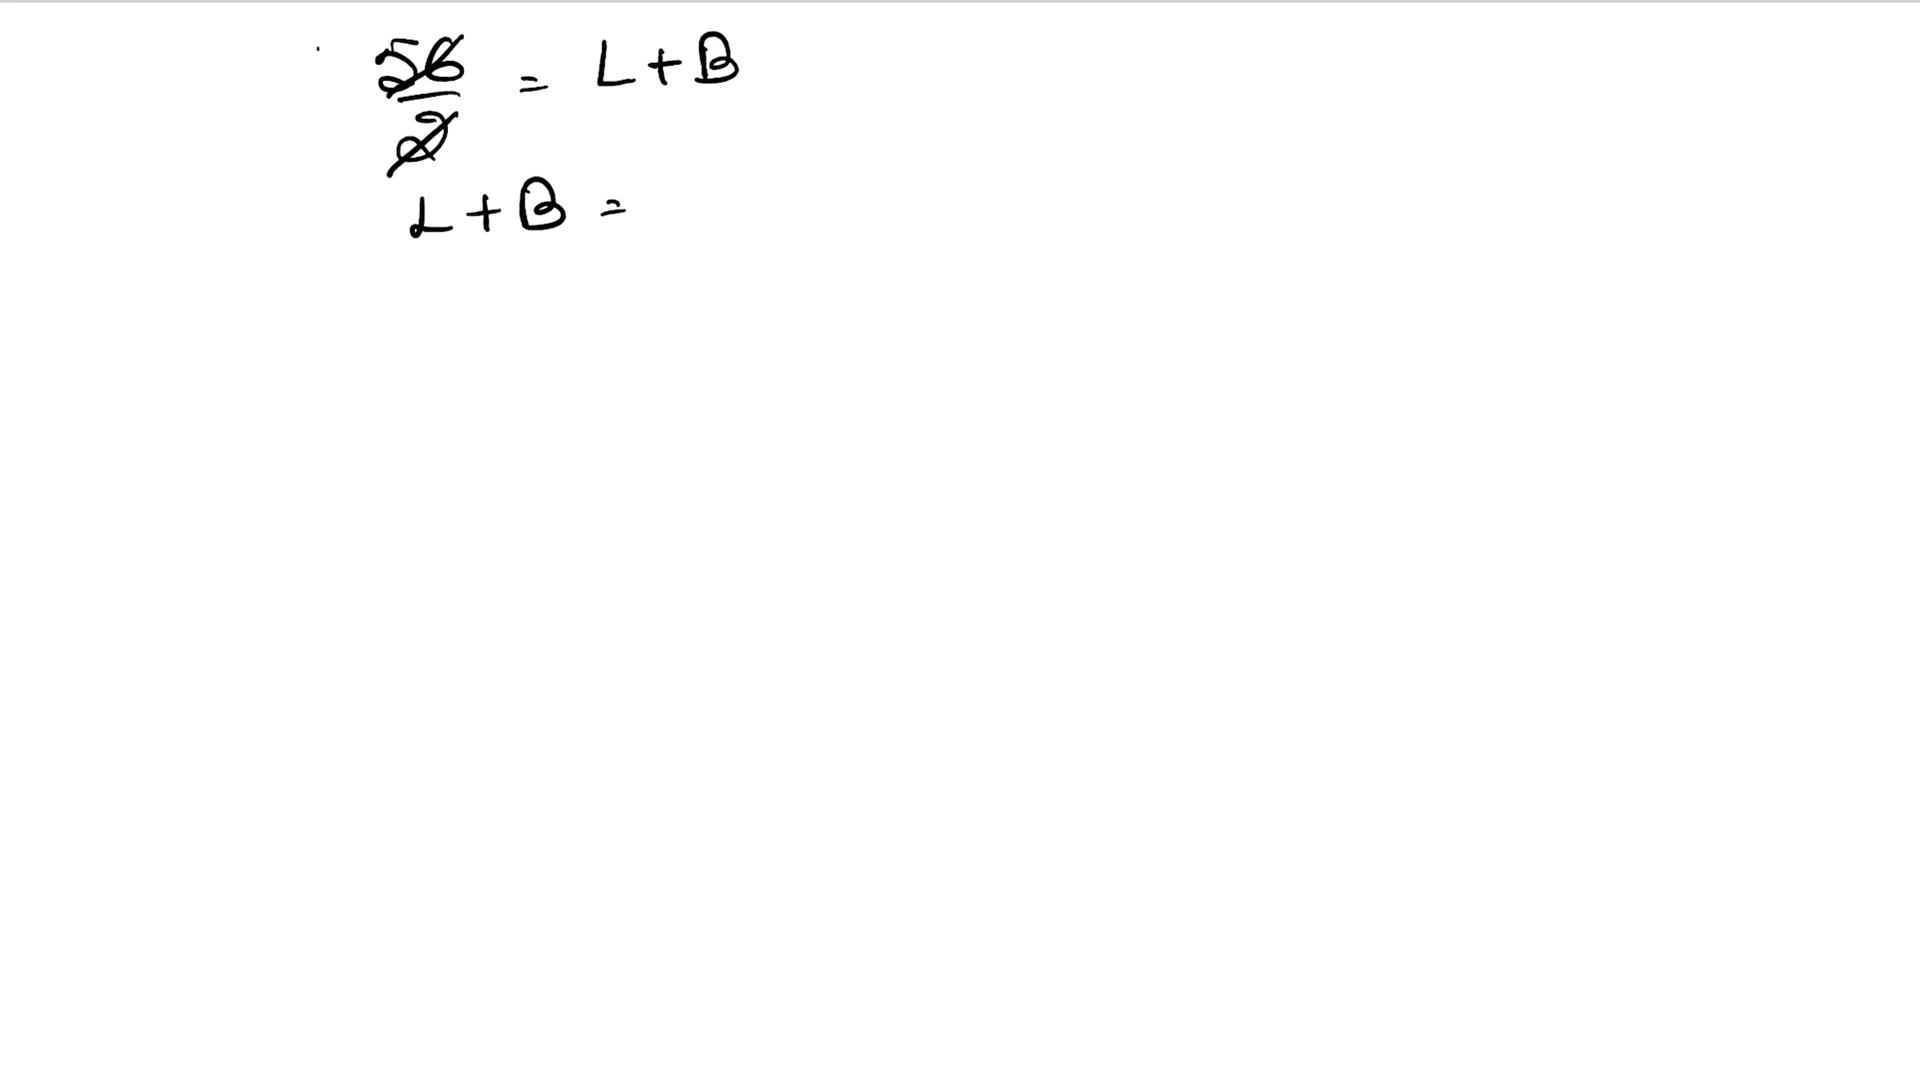 56/2 = L+B
L+B =